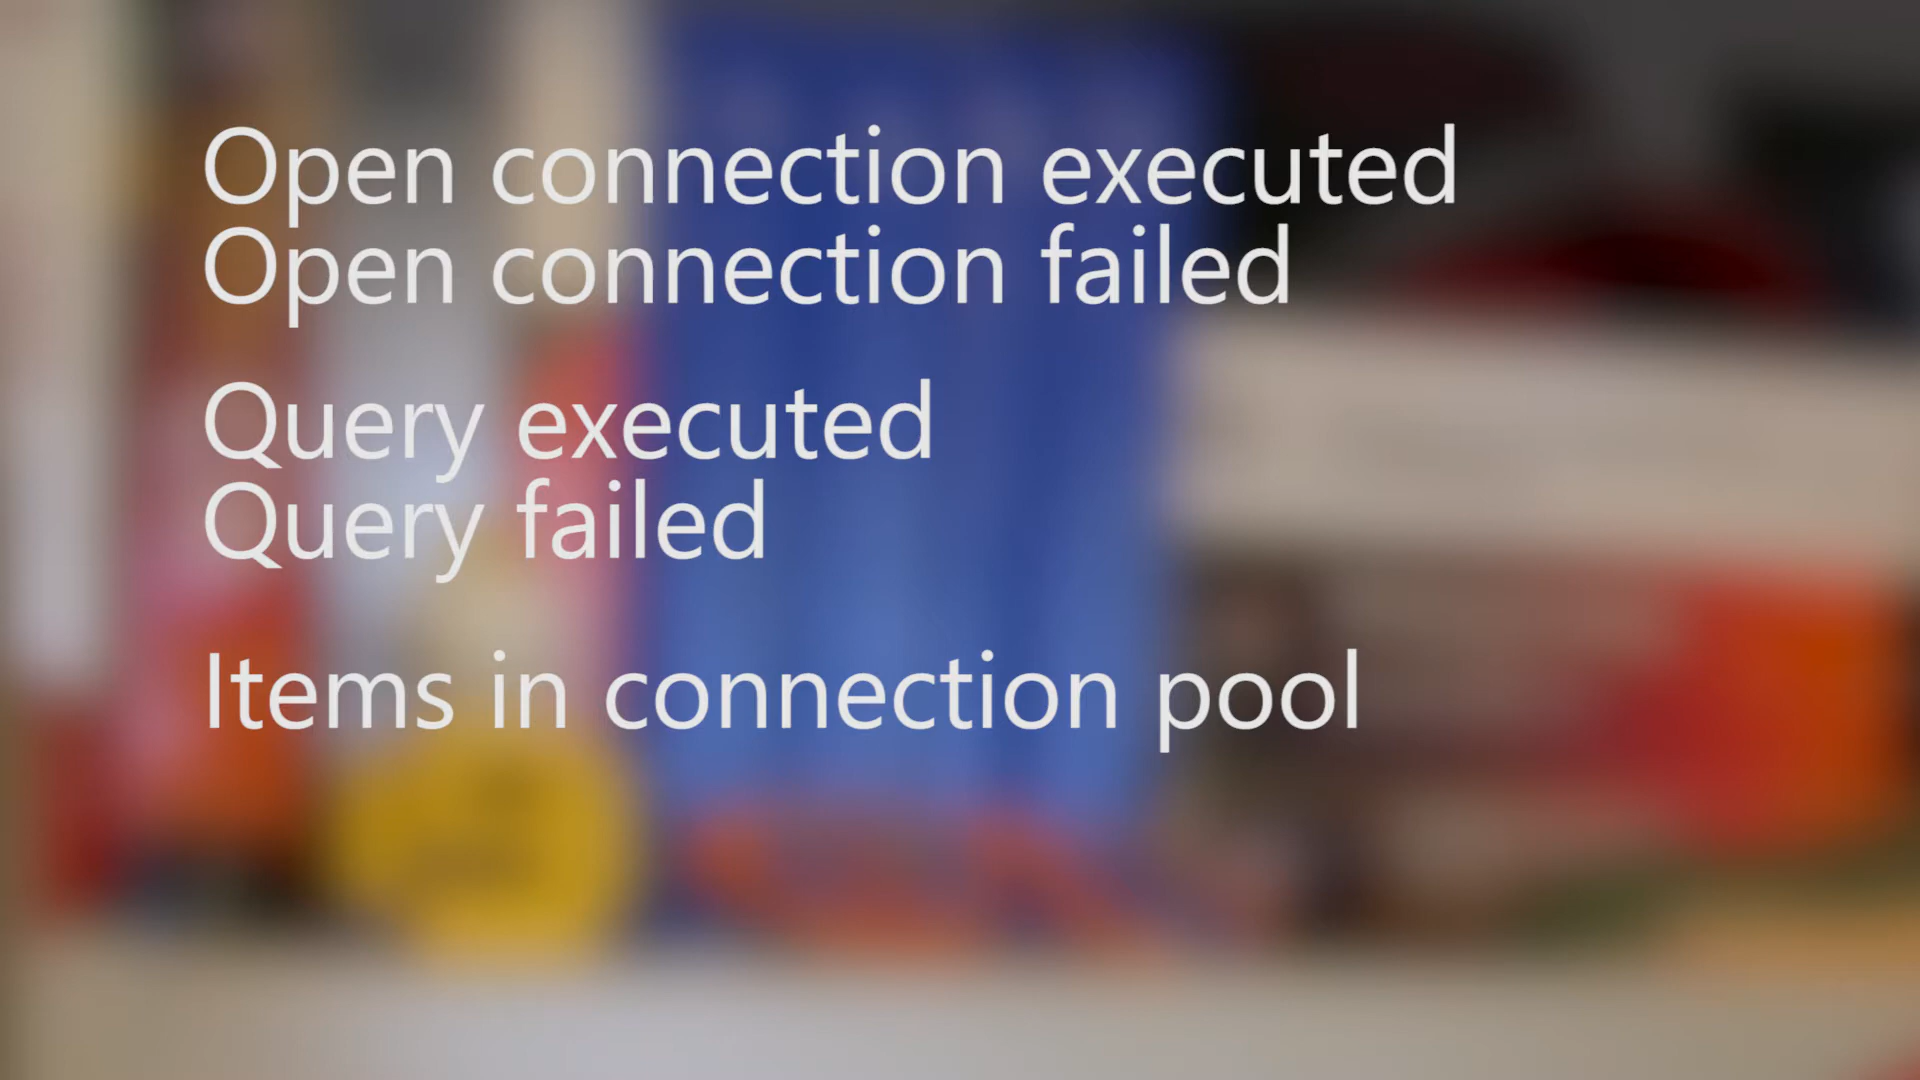 Open connection executed
Open connection failed
Query executed
Query failed
Items in connection pool